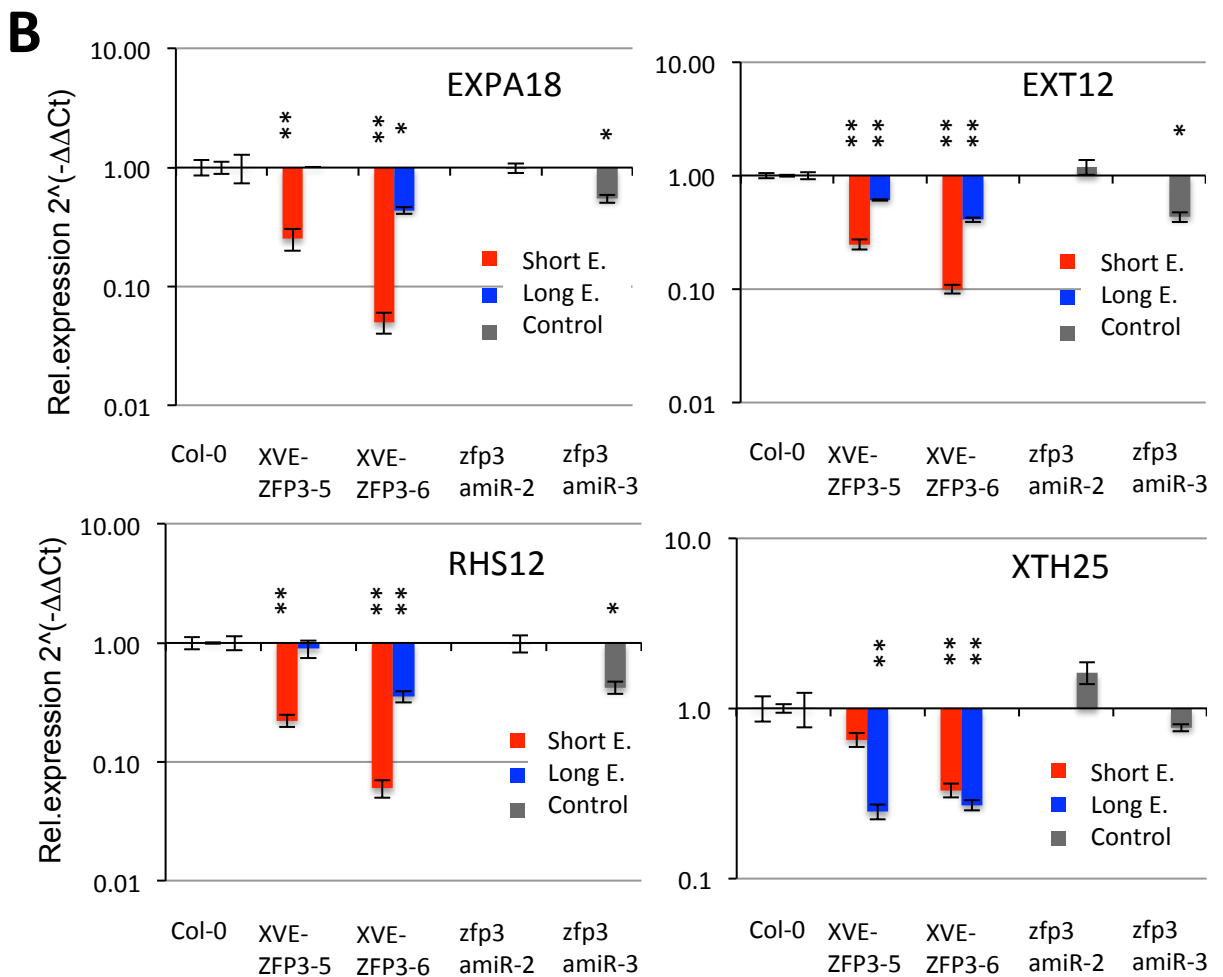 B
Rel.expression 2^(-ΔΔCt)
10.00
1.00
0.10
0.01
EXPA18
**
**
*
*
Short E.
Long E.
Control
Col-0
XVE-
ZFP3-5
XVE-
ZFP3-6
zfp3
amiR-2
zfp3
amiR-3
10.00
1.00
0.10
0.01
EXT12
**
**
**
**
*
Short E.
Long E.
Control
Col-0
XVE-
ZFP3-5
XVE-
ZFP3-6
zfp3
amiR-2
zfp3
amiR-3
Rel.expression 2^(-ΔΔCt)
10.00
1.00
0.10
0.01
RHS12
**
**
**
*
Short E.
Long E.
Control
Col-0
XVE-
ZFP3-5
XVE-
ZFP3-6
zfp3
amiR-2
zfp3
amiR-3
10.0
1.0
0.1
XTH25
**
**
**
Short E.
Long E.
Control
Col-0
XVE-
ZFP3-5
XVE-
ZFP3-6
zfp3
amiR-2
zfp3
amiR-3